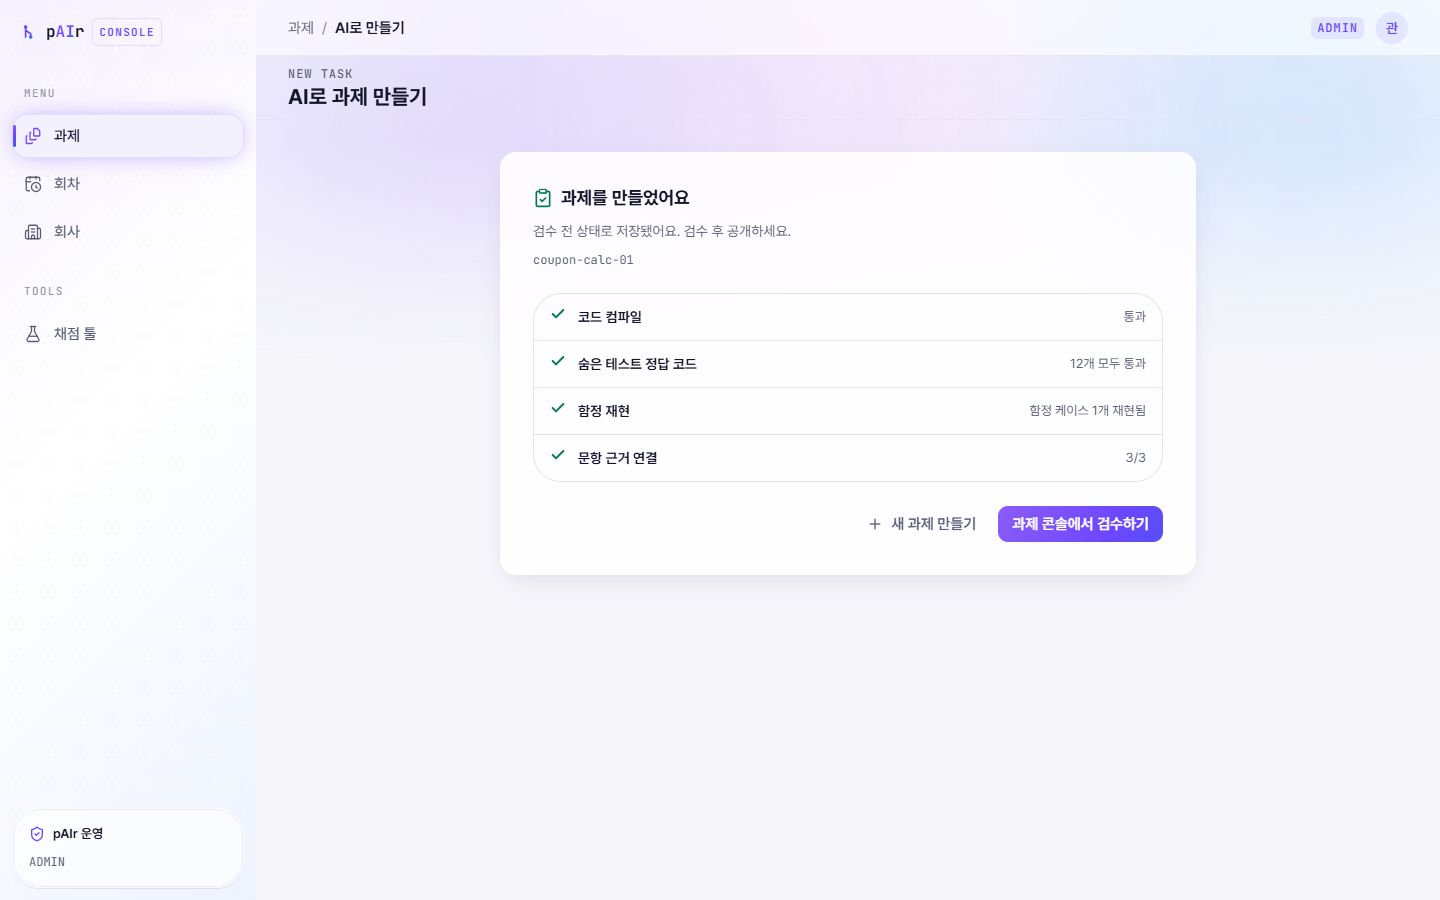 pAIr CONSOLE
MENU
과제
회차
회사
TOOLS
채점 툴
pAIr 운영
ADMIN
과제 / AI로 만들기
ADMIN 관
NEW TASK
AI로 과제 만들기
과제를 만들었어요
검수 전 상태로 저장됐어요. 검수 후 공개하세요.
coupon-calc-01
코드 컴파일 통과
숨은 테스트 정답 코드 12개 모두 통과
함정 재현 함정 케이스 1개 재현됨
문항 근거 연결 3/3
새 과제 만들기 과제 콘솔에서 검수하기